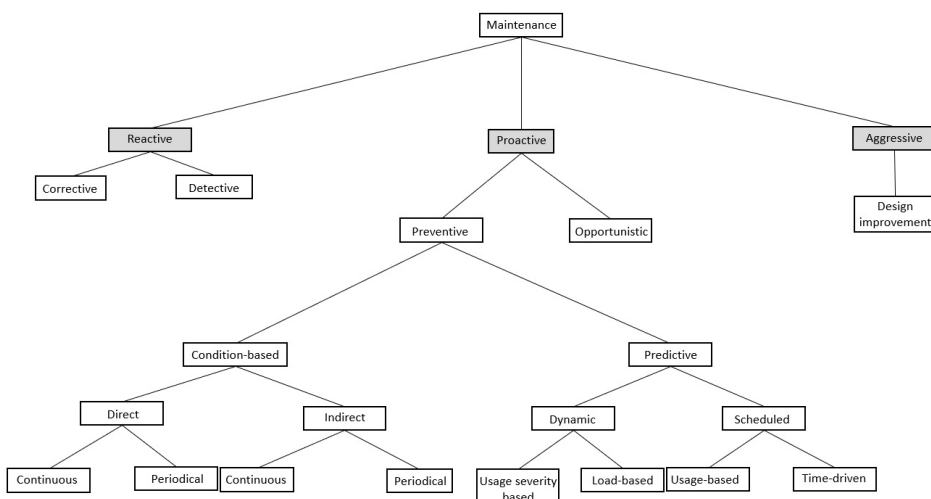 Maintenance
Reactive
Proactive
Aggressive
Corrective
Detective
Design
improvement
Preventive
Opportunistic
Condition-based
Predictive
Direct
Indirect
Dynamic
Scheduled
Continuous
Periodical
Continuous
Periodical
Usage severity
based
Load-based
Usage-based
Time-driven